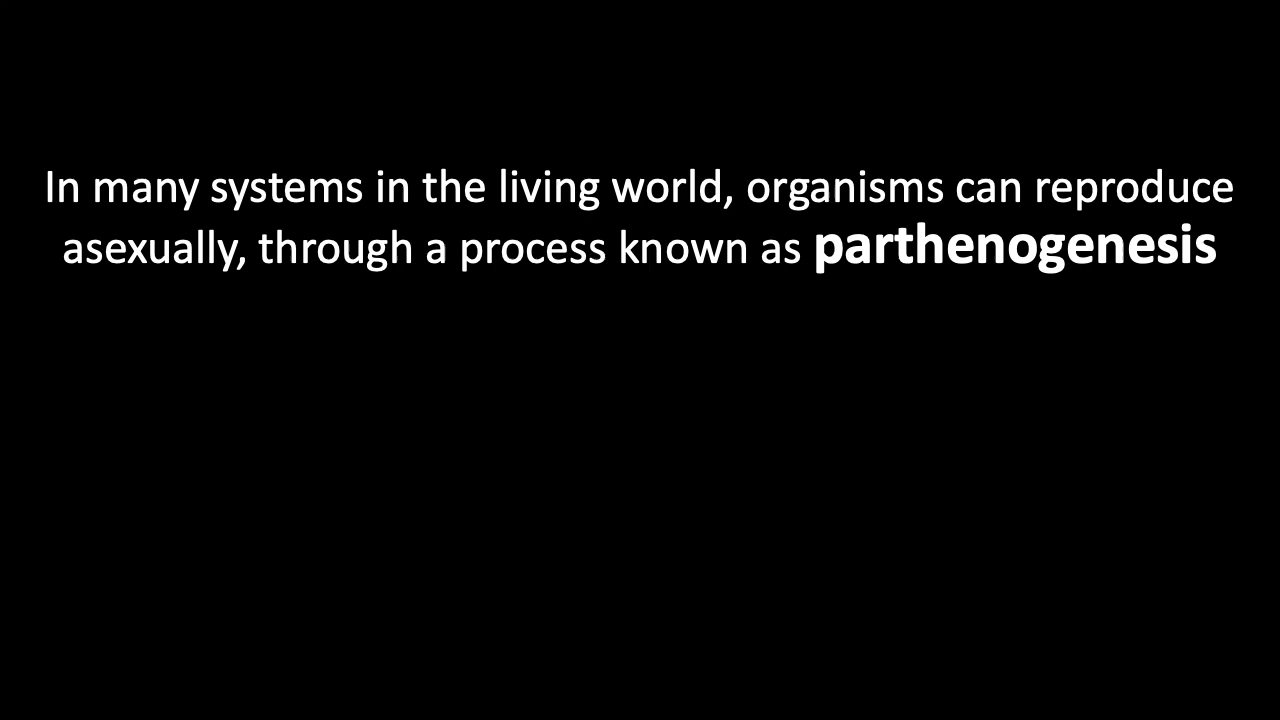 In many systems in the living world, organisms can reproduce
asexually, through a process known as parthenogenesis